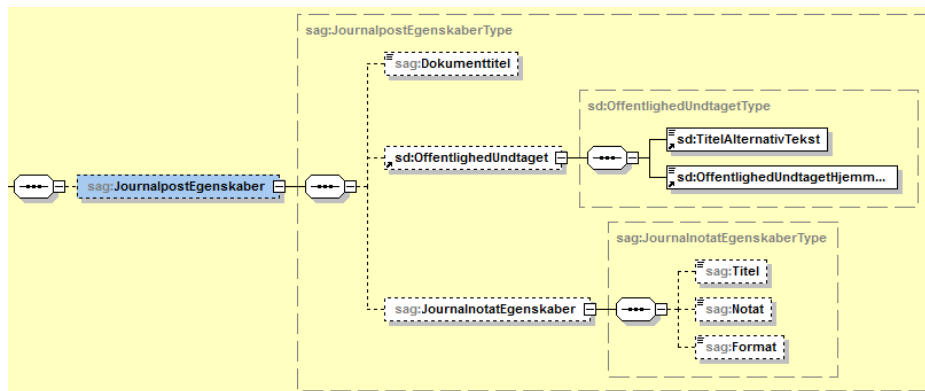 sag:JournalpostEgenskaberType
sag:Dokumenttitel
sd:OffentlighedUndtagetType
sd:TitelAlternativTekst
sd:OffentlighedUndtaget
sd:OffentlighedUndtagetHjemm...
sag:JournalpostEgenskaber
sag:JournalnotatEgenskaberType
sag:Titel
sag:JournalnotatEgenskaber
sag:Notat
sag:Format